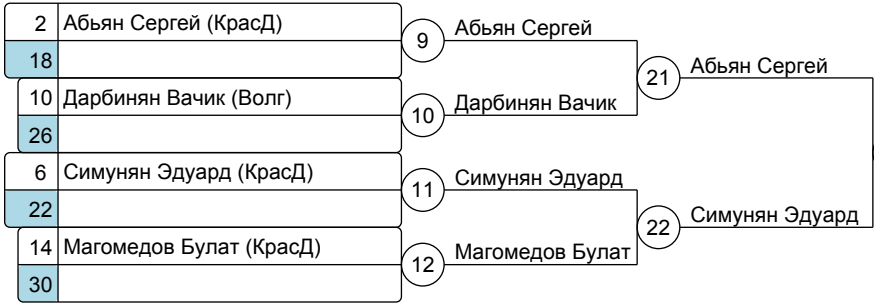 2 Абьян Сергей (КрасД)
18
10 Дарбинян Вачик (Волг)
26
6 Симунян Эдуард (КрасД)
22
14 Магомедов Булат (КрасД)
30
9 Абьян Сергей
10 Дарбинян Вачик
11 Симунян Эдуард
12 Магомедов Булат
21 Абьян Сергей
22 Симунян Эдуард